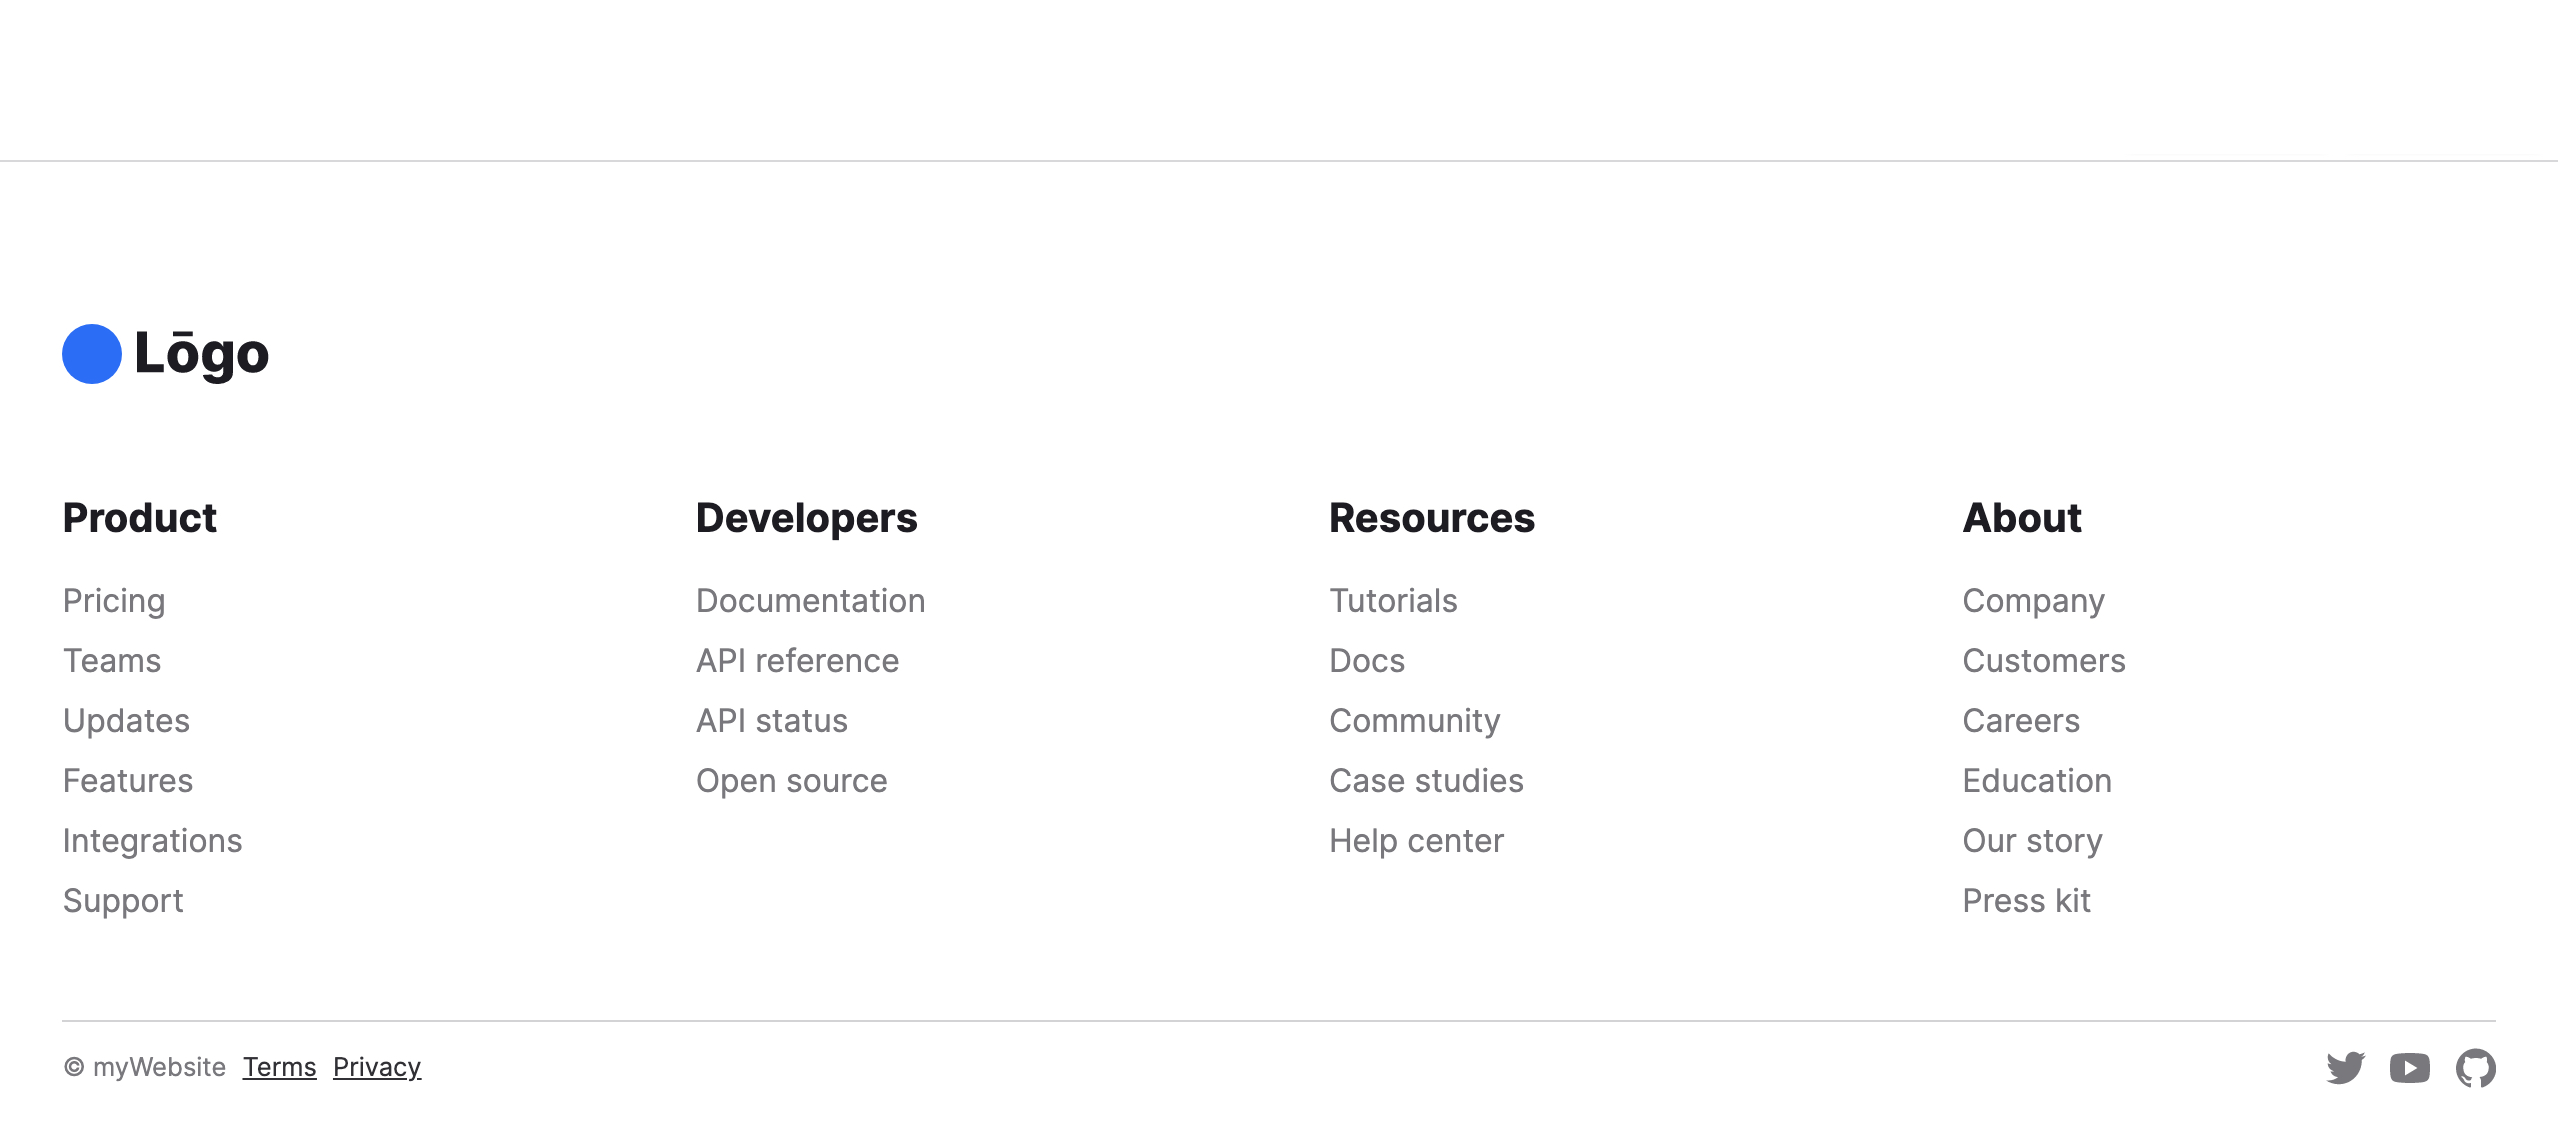 Lōgo
Product
Pricing
Teams
Updates
Features
Integrations
Support
Developers
Documentation
API reference
API status
Open source
Resources
Tutorials
Docs
Community
Case studies
Help center
About
Company
Customers
Careers
Education
Our story
Press kit
© myWebsite Terms Privacy